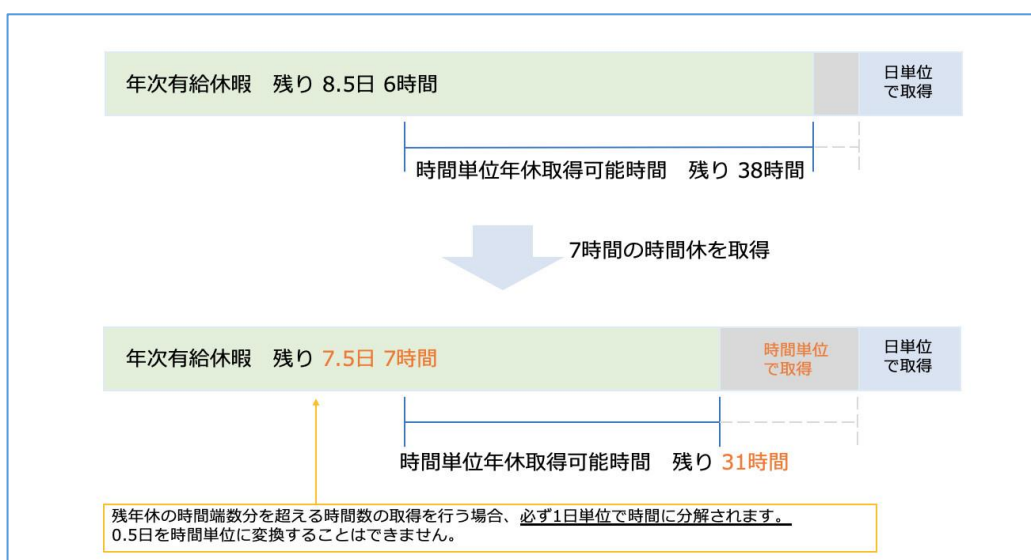 年次有給休暇　残り 8.5日 6時間
日単位
で取得
時間単位年休取得可能時間　残り 38時間
7時間の時間休を取得
年次有給休暇　残り 7.5日 7時間
時間単位
で取得
日単位
で取得
時間単位年休取得可能時間　残り 31時間
残年休の時間端数分を超える時間数の取得を行う場合、必ず1日単位で時間に分解されます。
0.5日を時間単位に変換することはできません。